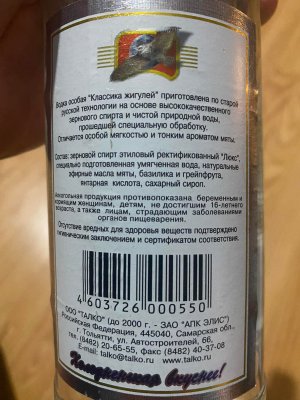 Водка особая "Классика жигулей" приготовлена по старой
русской технологии на основе высококачественного
зернового спирта и чистой природной воды,
прошедшей специальную обработку.
Отличается особой мягкостью и тонким ароматом мяты.
Состав: зерновой спирт этиловый ректификованный "Люкс",
специально подготовленная умягченная вода, натуральные
эфирные масла мяты, базилика и грейпфрута,
янтарная кислота, сахарный сироп.
Алкогольная продукция противопоказана беременным и
кормящим женщинам, детям, не достигшим 16-летнего
возраста, а также лицам, страдающим заболеваниями
органов пищеварения.
Отсутствие вредных для здоровья веществ подтверждено
гигиеническим заключением и сертификатом соответствия.
4603726 000550
ООО "ТАЛКО" (до 2000 г. - ЗАО "АПК ЭЛИС")
Российская Федерация, 445040, Самарская обл.,
г. Тольятти, ул. Автостроителей,
тел. (8482) 20-65-55, факс: (8482) 40-37-08
E-mail: talko@talko.ru, http://www.talko.ru
вкуснее!